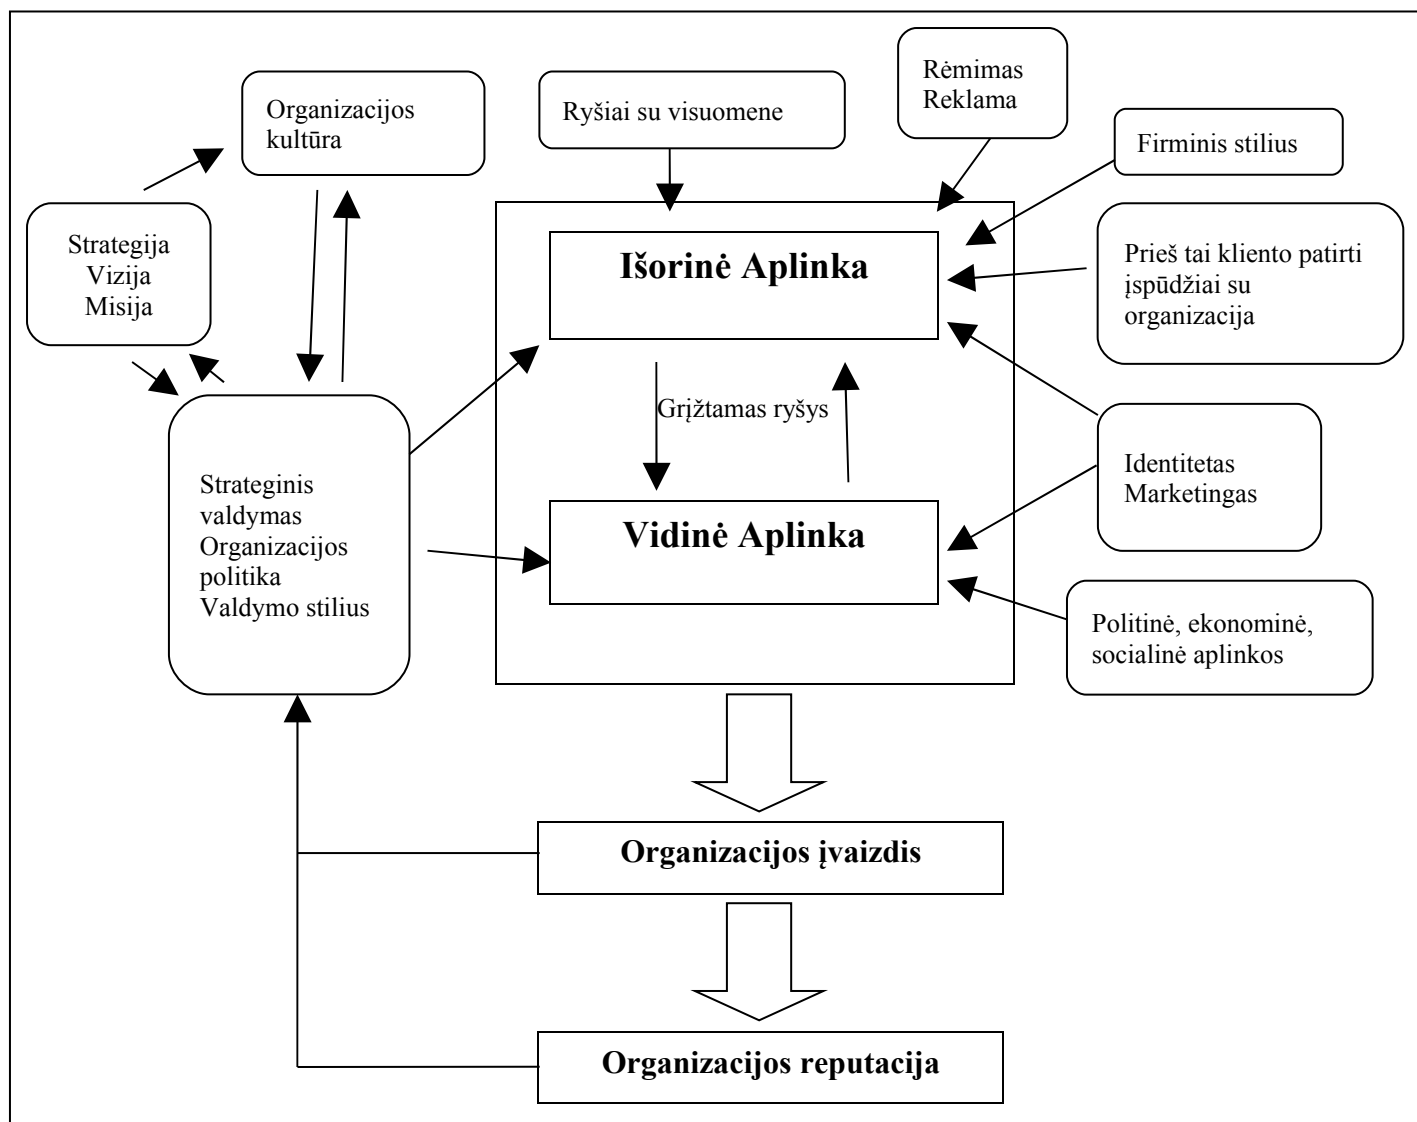 Rėmimas
Reklama
Organizacijos
kultūra
Ryšiai su visuomene
Firminis stilius
Strategija
Vizija
Misija
Išorinė Aplinka
Prieš tai kliento patirti
įspūdžiai su
organizacija
Grįžtamas ryšys
Strateginis
valdymas
Organizacijos
politika
Valdymo stilius
Identitetas
Marketingas
Vidinė Aplinka
Politinė, ekonominė,
socialinė aplinkos
Organizacijos įvaizdis
Organizacijos reputacija